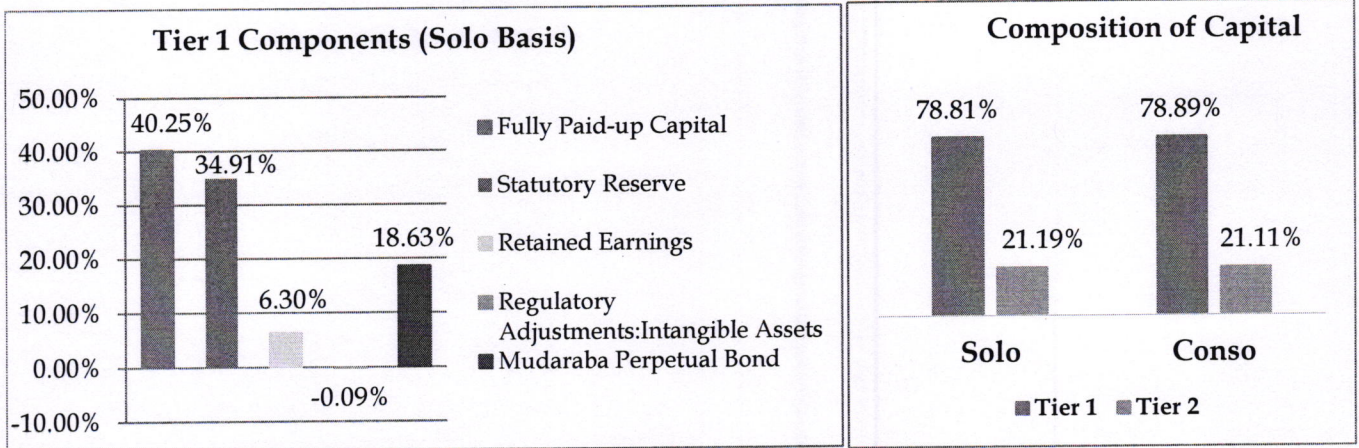 Tier 1 Components (Solo Basis)
50.00%
40.00%
30.00%
20.00%
10.00%
0.00%
-10.00%
40.25%
34.91%
6.30%
-0.09%
18.63%
Fully Paid-up Capital
Statutory Reserve
Retained Earnings
Regulatory
Adjustments:Intangible Assets
Mudaraba Perpetual Bond
Composition of Capital
78.81%
21.19%
78.89%
21.11%
Solo
Conso
Tier 1
Tier 2